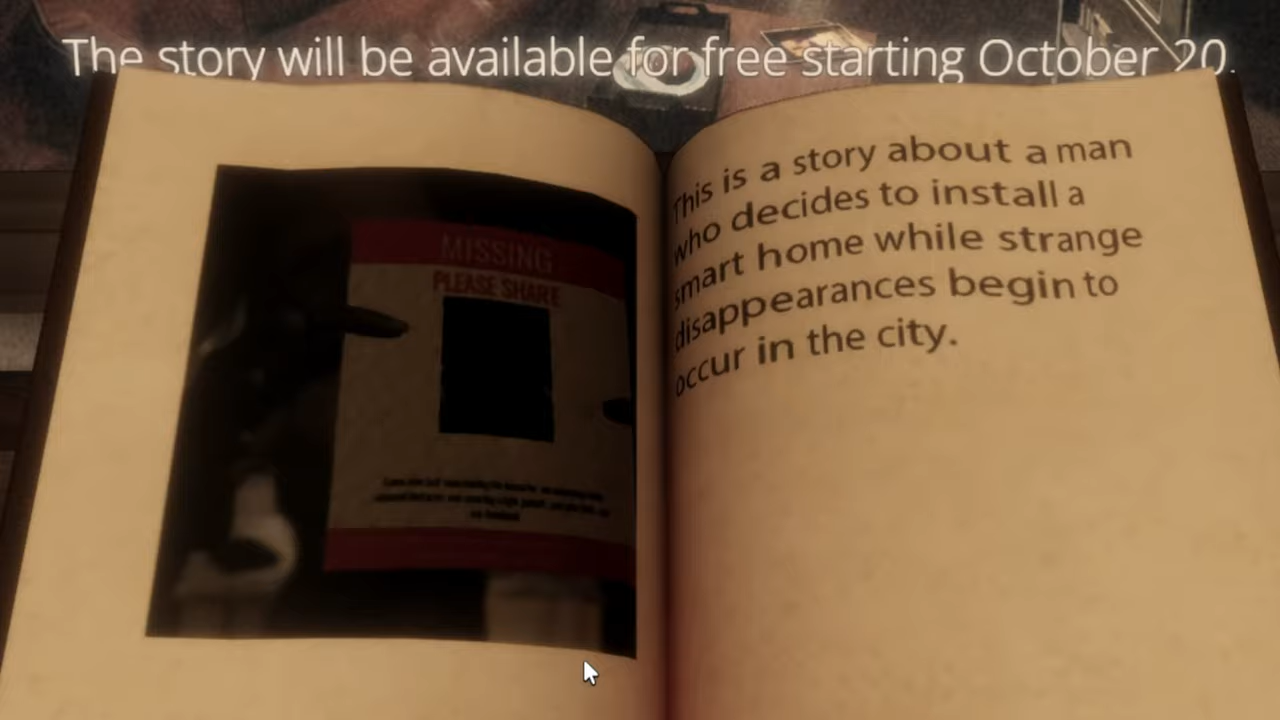 The story will be available for free starting October 20.
MISSING
PLEASE SHARE
This is a story about a man
who decides to install a
smart home while strange
disappearances begin to
occur in the city.